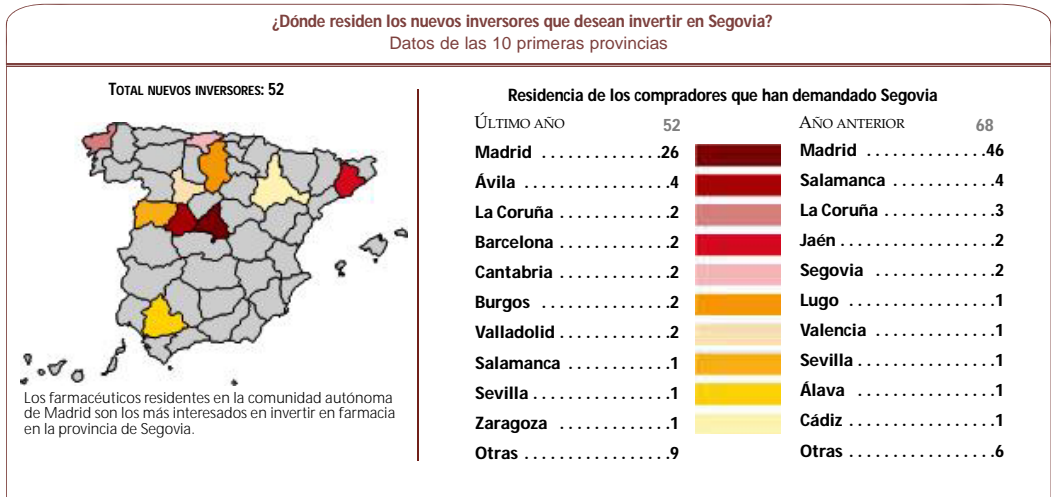 ¿Dónde residen los nuevos inversores que desean invertir en Segovia?
Datos de las 10 primeras provincias
TOTAL NUEVOS INVERSORES: 52
Los farmacéuticos residentes en la comunidad autónoma
de Madrid son los más interesados en invertir en farmacia
en la provincia de Segovia.
Residencia de los compradores que han demandado Segovia
ÚLTIMO AÑO 52
Madrid . . . . . . . . . . . . .26
Ávila . . . . . . . . . . . . . . . .4
La Coruña . . . . . . . . . . . .2
Barcelona . . . . . . . . . . . .2
Cantabria . . . . . . . . . . . .2
Burgos . . . . . . . . . . . . . .2
Valladolid . . . . . . . . . . . .2
Salamanca . . . . . . . . . . .1
Sevilla . . . . . . . . . . . . . . .1
Zaragoza . . . . . . . . . . . .1
Otras . . . . . . . . . . . . . . . .9
AÑO ANTERIOR 68
Madrid . . . . . . . . . . . . .46
Salamanca . . . . . . . . . . .4
La Coruña . . . . . . . . . . . .3
Jaén . . . . . . . . . . . . . . . .2
Segovia . . . . . . . . . . . . .2
Lugo . . . . . . . . . . . . . . .1
Valencia . . . . . . . . . . . . .1
Sevilla . . . . . . . . . . . . . . .1
Álava . . . . . . . . . . . . . . .1
Cádiz . . . . . . . . . . . . . . .1
Otras . . . . . . . . . . . . . . . .6